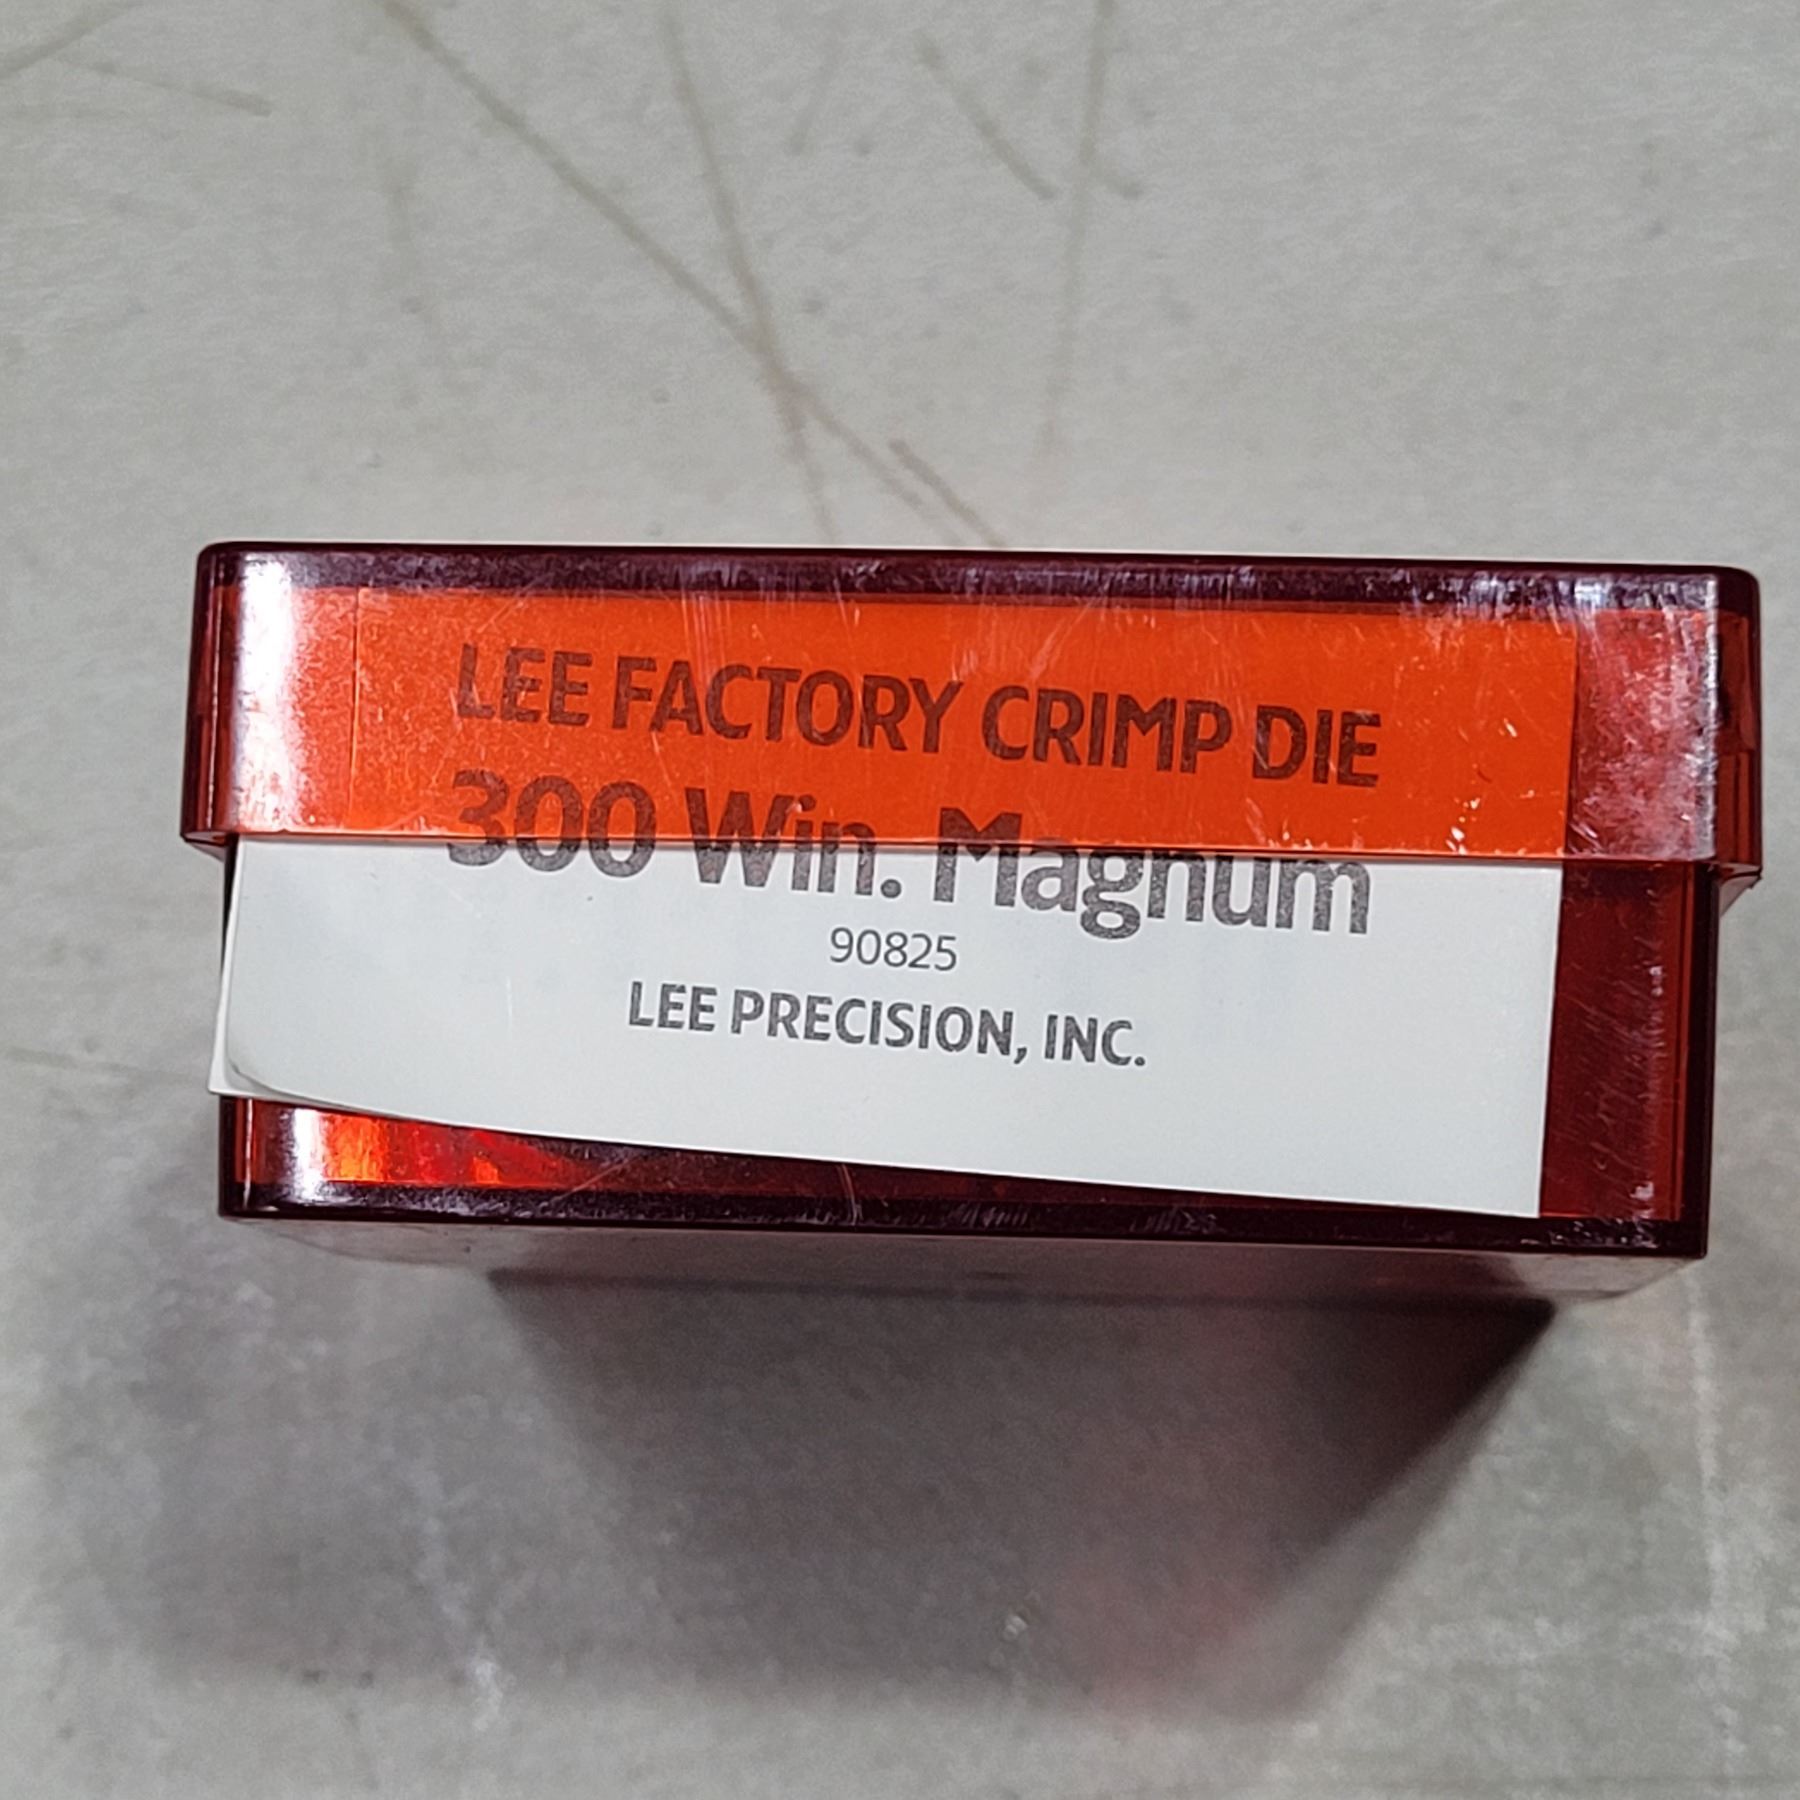 LEE FACTORY CRIMP DIE
300 Win. Magnum
90825
LEE PRECISION, INC.